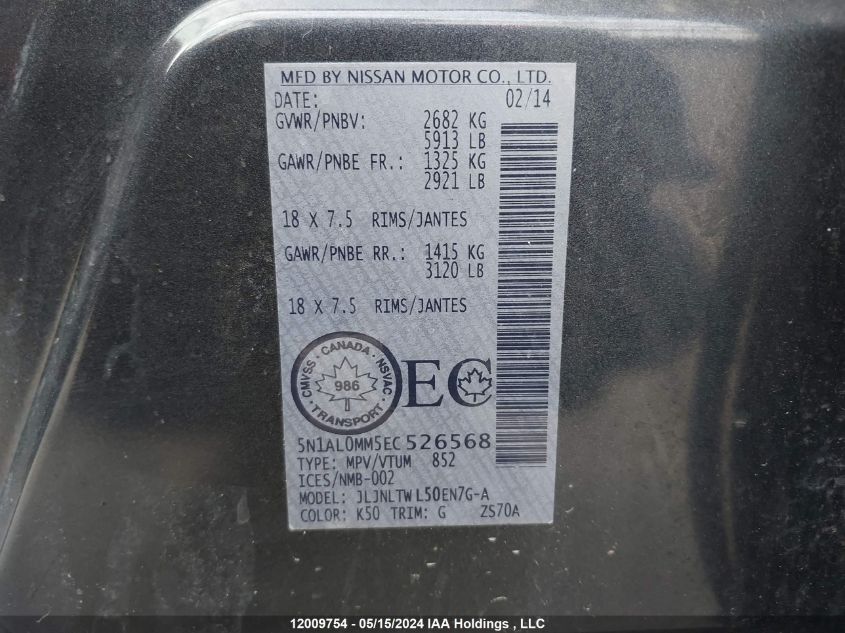 MFD BY NISSAN MOTOR CO., LTD.
DATE: 02/14
GVWR/PNBV: 2682 KG
5913 LB
GAWR/PNBE FR.: 1325 KG
2921 LB
18 X 7.5 RIMS/JANTES
GAWR/PNBE RR.: 1415 KG
3120 LB
18 X 7.5 RIMS/JANTES
CMVSS · CANADA · NSVAC
986
TRANSPORT
EC
5N1AL0MM5EC 526568
TYPE: MPV/VTUM 852
ICES/NMB-002
MODEL: JLJNLTW L50EN7G-A
COLOR: K50 TRIM: G ZS70A
12009754 - 05/15/2024 IAA Holdings , LLC